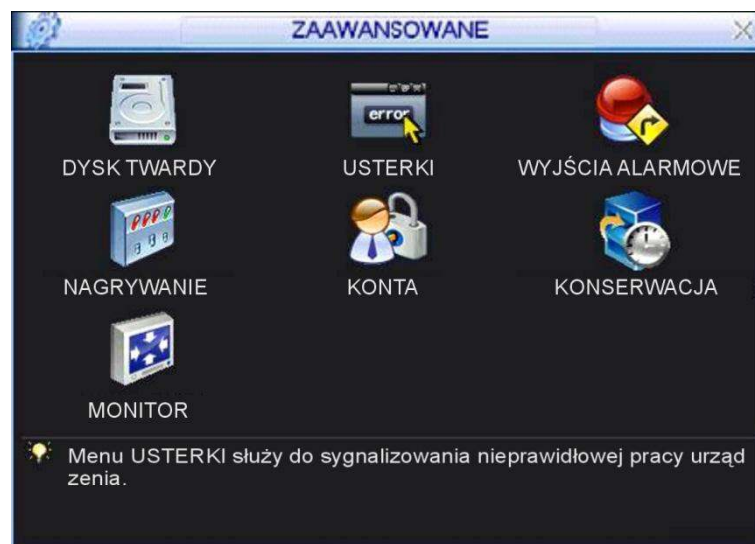 ZAAWANSOWANE
error
DYSK TWARDY USTERKI WYJŚCIA ALARMOWE
NAGRYWANIE KONTA KONSERWACJA
MONITOR
Menu USTERKI służy do sygnalizowania nieprawidłowej pracy urząd
zenia.